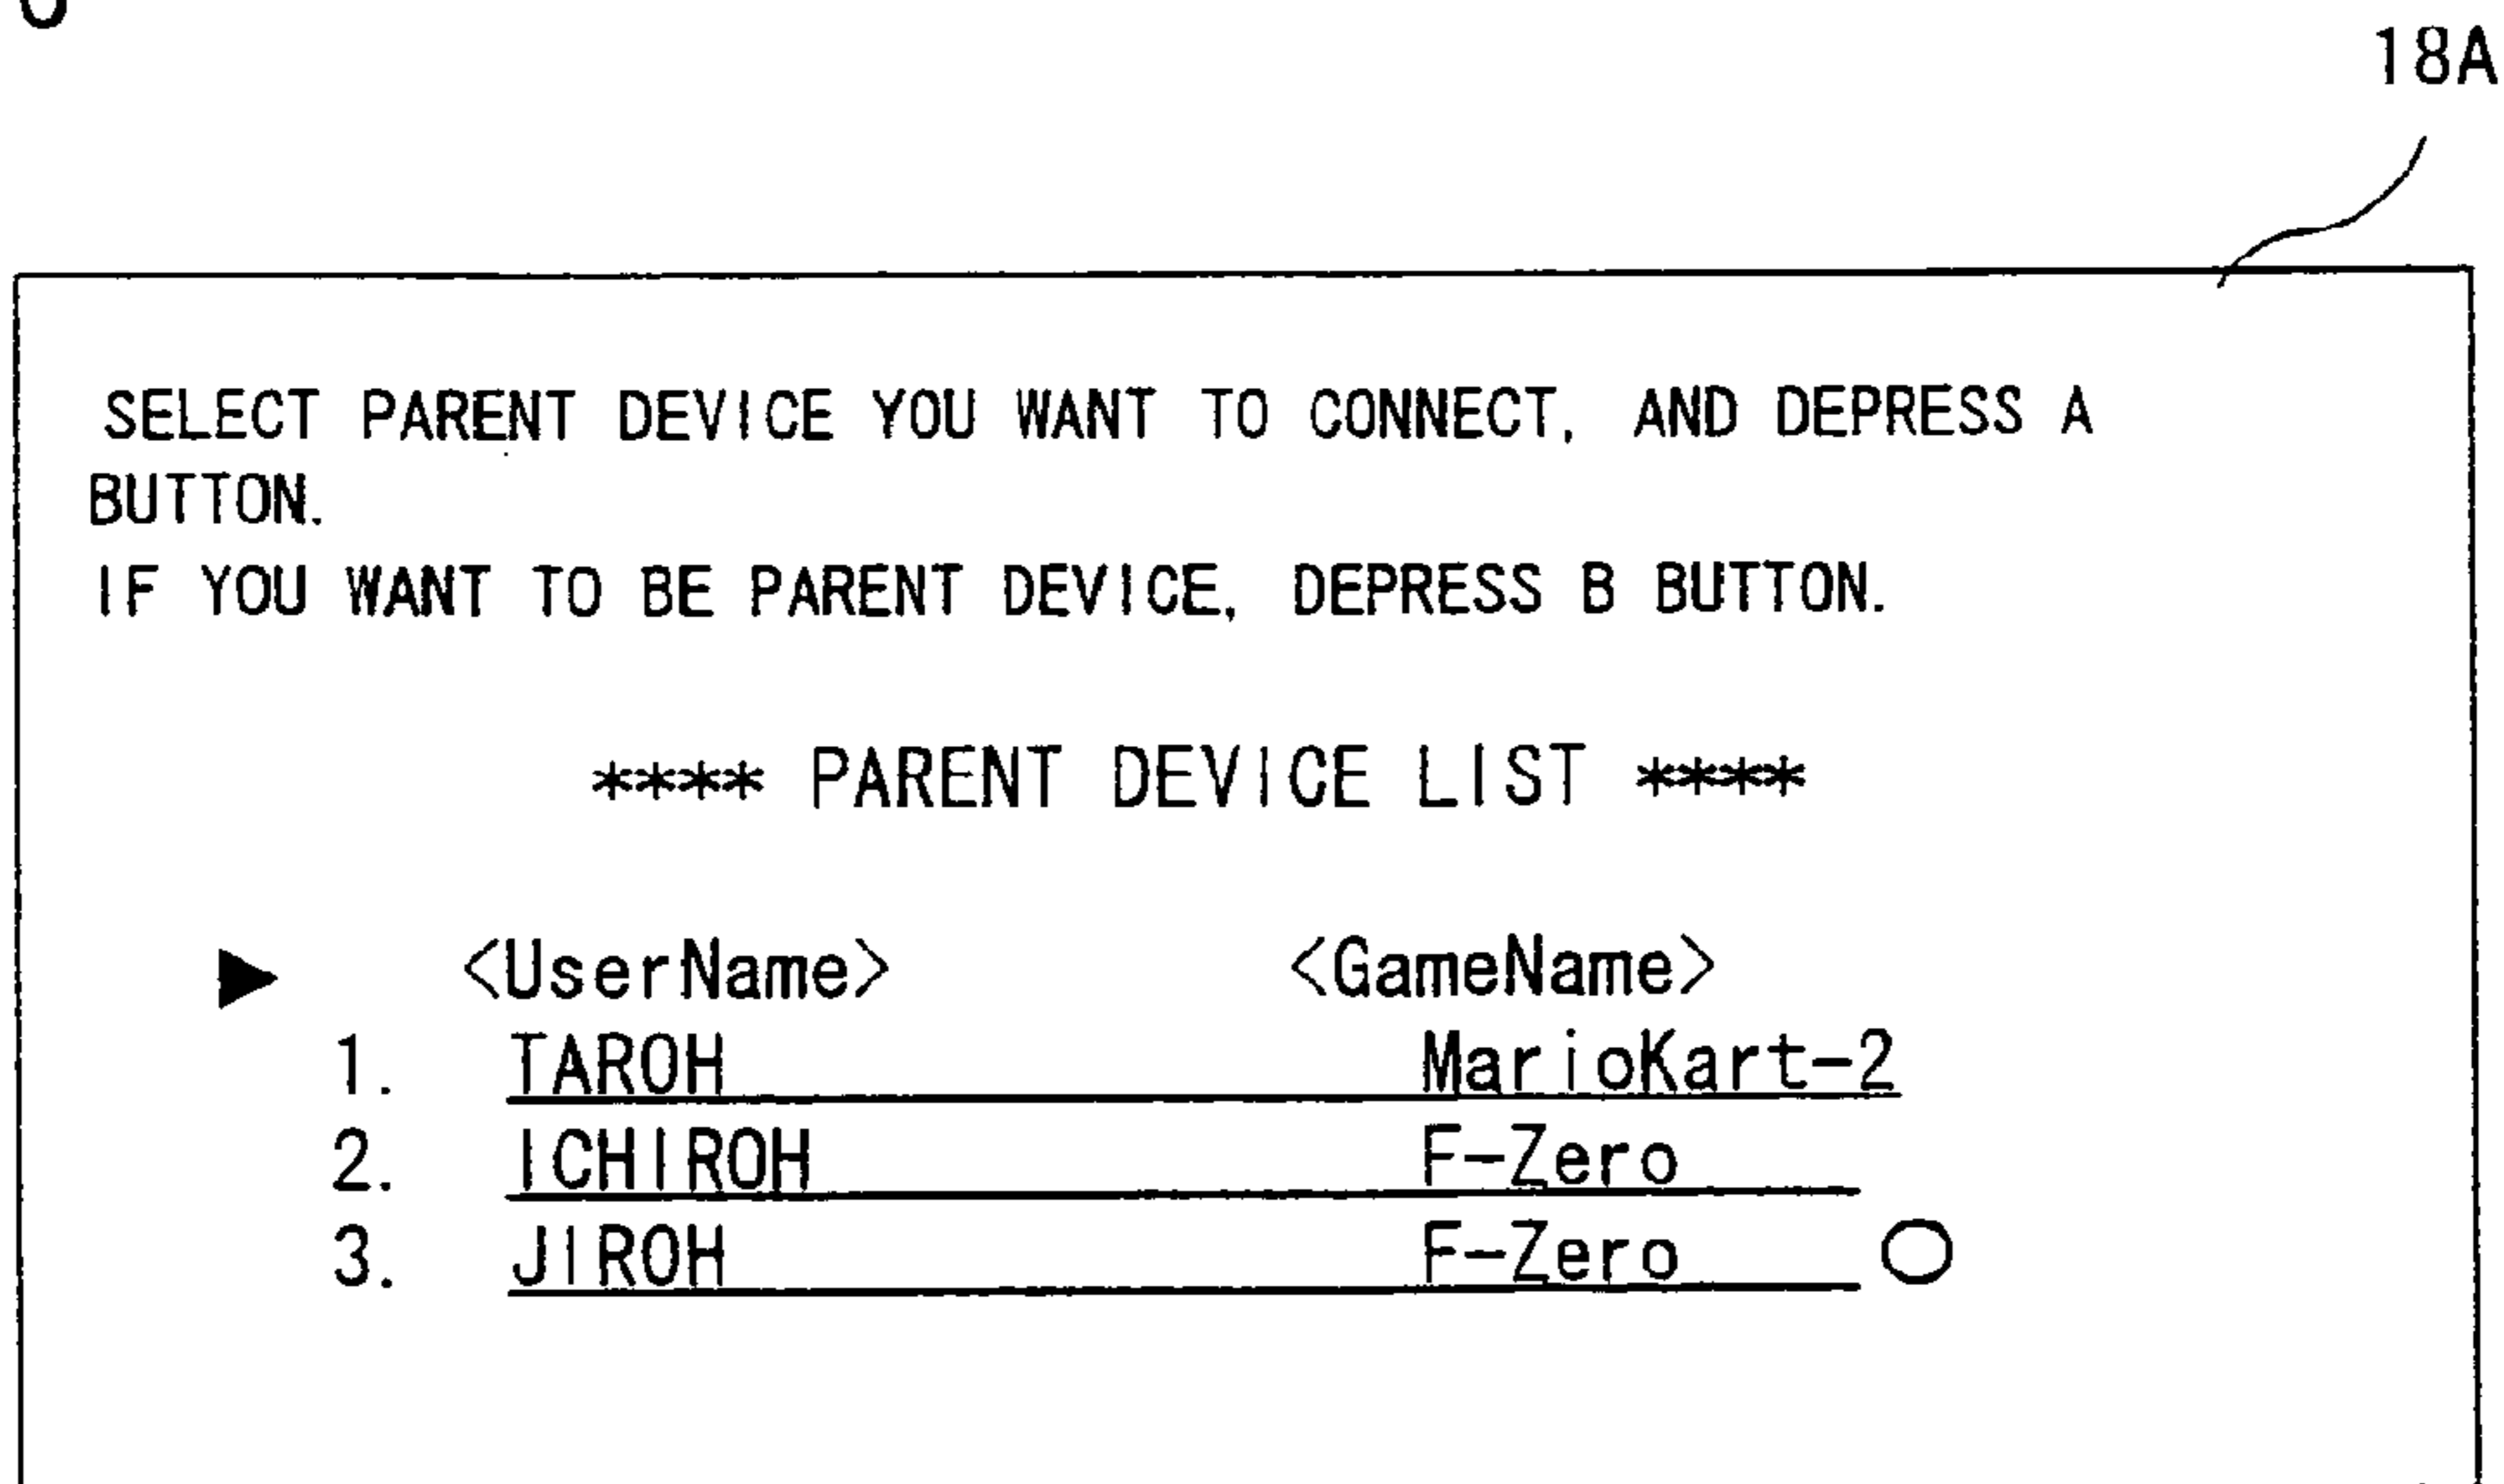 18A
SELECT PARENT DEVICE YOU WANT TO CONNECT, AND DEPRESS A
BUTTON.
IF YOU WANT TO BE PARENT DEVICE, DEPRESS B BUTTON.
**** PARENT DEVICE LIST ****
▶ <UserName> <GameName>
1. TAROH MarioKart-2
2. ICHIROH F-Zero
3. JIROH F-Zero ○